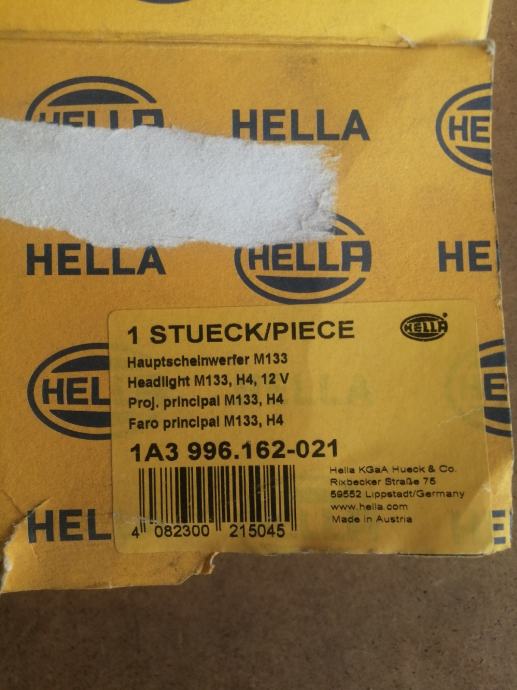 HELLA HELLA HE
HELLA HELLA HE
1 STUECK/PIECE HELLA ®
Hauptscheinwerfer M133
Headlight M133, H4, 12 V
Proj. principal M133, H4
Faro principal M133, H4
HEL
1A3 996.162-021
Hella KGaA Hueck & Co.
Rixbecker Straße 75
59552 Lippstadt/Germany
www.hella.com
Made in Austria
HEL
4 082300 215045